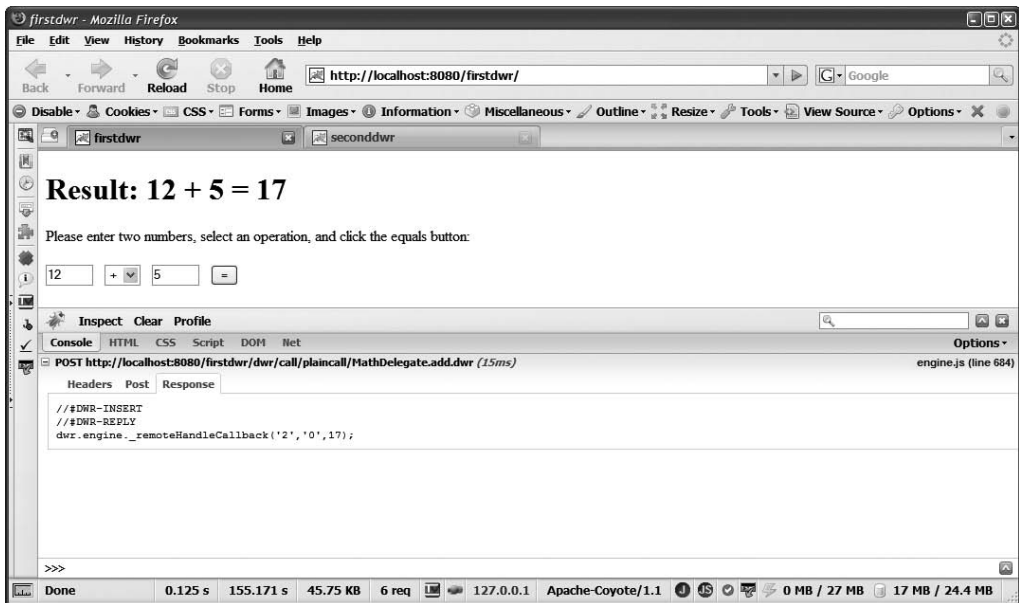 firstdwr - Mozilla Firefox
File Edit View History Bookmarks Tools Help
Back Forward Reload Stop Home http://localhost:8080/firstdwr/ G Google
Disable Cookies CSS Forms Images Information Miscellaneous Outline Resize Tools View Source Options
firstdwr seconddwr
Result: 12 + 5 = 17
Please enter two numbers, select an operation, and click the equals button:
12 + 5 =
Inspect Clear Profile
Console HTML CSS Script DOM Net Options
POST http://localhost:8080/firstdwr/dwr/call/plaincall/MathDelegate.add.dwr (15ms) engine.js (line 684)
Headers Post Response
//#DWR-INSERT
//#DWR-REPLY
dwr.engine._remoteHandleCallback('2','0',17);
>>>
Done 0.125 s 155.171 s 45.75 KB 6 req 127.0.0.1 Apache-Coyote/1.1 J JS 0 MB / 27 MB 17 MB / 24.4 MB